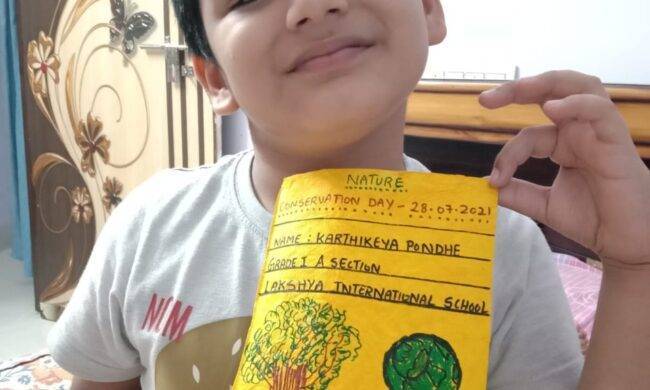 NATURE
CONSERVATION DAY - 28.07.2021
NAME : KARTHIKEYA PONDHE
GRADE I A SECTION
LAKSHYA INTERNATIONAL SCHOOL